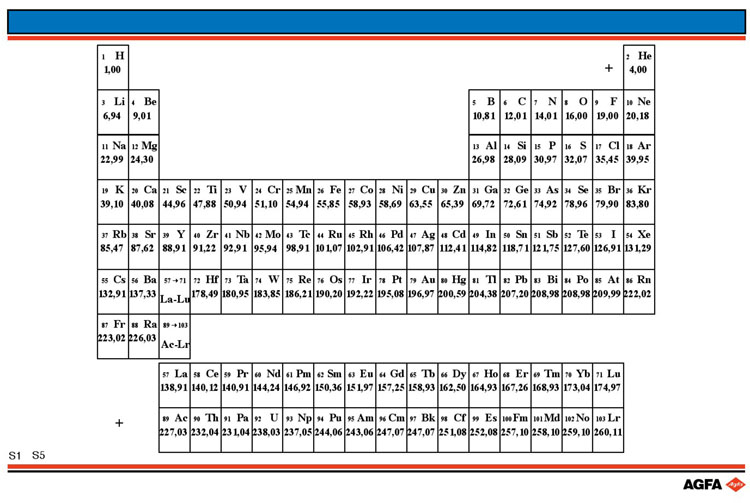 1 H 2 He
1,00 + 4,00
3 Li 4 Be 5 B 6 C 7 N 8 O 9 F 10 Ne
6,94 9,01 10,81 12,01 14,01 16,00 19,00 20,18
11 Na 12 Mg 13 Al 14 Si 15 P 16 S 17 Cl 18 Ar
22,99 24,30 26,98 28,09 30,97 32,07 35,45 39,95
19 K 20 Ca 21 Sc 22 Ti 23 V 24 Cr 25 Mn 26 Fe 27 Co 28 Ni 29 Cu 30 Zn 31 Ga 32 Ge 33 As 34 Se 35 Br 36 Kr
39,10 40,08 44,96 47,88 50,94 51,10 54,94 55,85 58,93 58,69 63,55 65,39 69,72 72,61 74,92 78,96 79,90 83,80
37 Rb 38 Sr 39 Y 40 Zr 41 Nb 42 Mo 43 Tc 44 Ru 45 Rh 46 Pd 47 Ag 48 Cd 49 In 50 Sn 51 Sb 52 Te 53 I 54 Xe
85,47 87,62 88,91 91,22 92,91 95,94 98,91 101,07 102,91 106,42 107,87 112,41 114,82 118,71 121,75 127,60 126,91 131,29
55 Cs 56 Ba 57→71 72 Hf 73 Ta 74 W 75 Re 76 Os 77 Ir 78 Pt 79 Au 80 Hg 81 Tl 82 Pb 83 Bi 84 Po 85 At 86 Rn
132,91 137,33 La-Lu 178,49 180,95 183,85 186,21 190,20 192,22 195,08 196,97 200,59 204,38 207,20 208,98 208,98 209,99 222,02
87 Fr 88 Ra 89→103
223,02 226,03 Ac-Lr
57 La 58 Ce 59 Pr 60 Nd 61 Pm 62 Sm 63 Eu 64 Gd 65 Tb 66 Dy 67 Ho 68 Er 69 Tm 70 Yb 71 Lu
138,91 140,12 140,91 144,24 146,92 150,36 151,97 157,25 158,93 162,50 164,93 167,26 168,93 173,04 174,97
89 Ac 90 Th 91 Pa 92 U 93 Np 94 Pu 95 Am 96 Cm 97 Bk 98 Cf 99 Es 100 Fm 101 Md 102 No 103 Lr
+ 227,03 232,04 231,04 238,03 237,05 244,06 243,06 247,07 247,07 251,08 252,08 257,10 258,10 259,10 260,11
S1 S5
AGFA AGFA